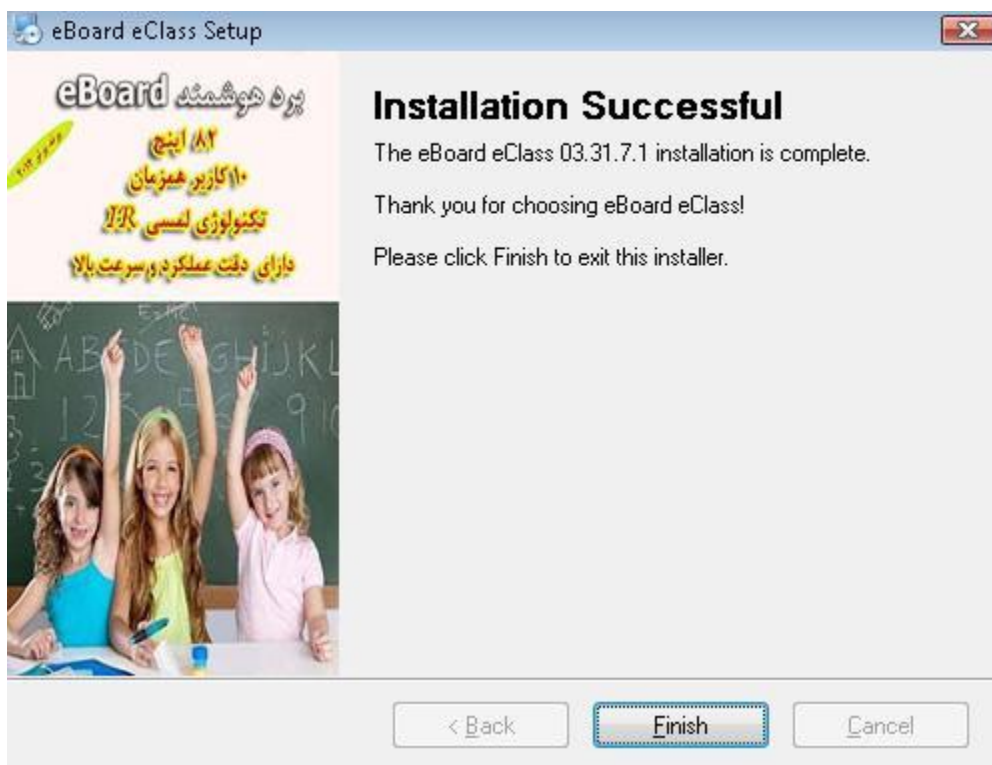 eBoard eClass Setup
برد هوشمند eBoard
۸۲ اینچ
۱۰ کاربر همزمان
تکنولوژی لمسی IR
دارای دقت عملکرد و سرعت بالا
Installation Successful
The eBoard eClass 03.31.7.1 installation is complete.
Thank you for choosing eBoard eClass!
Please click Finish to exit this installer.
< Back
Finish
Cancel